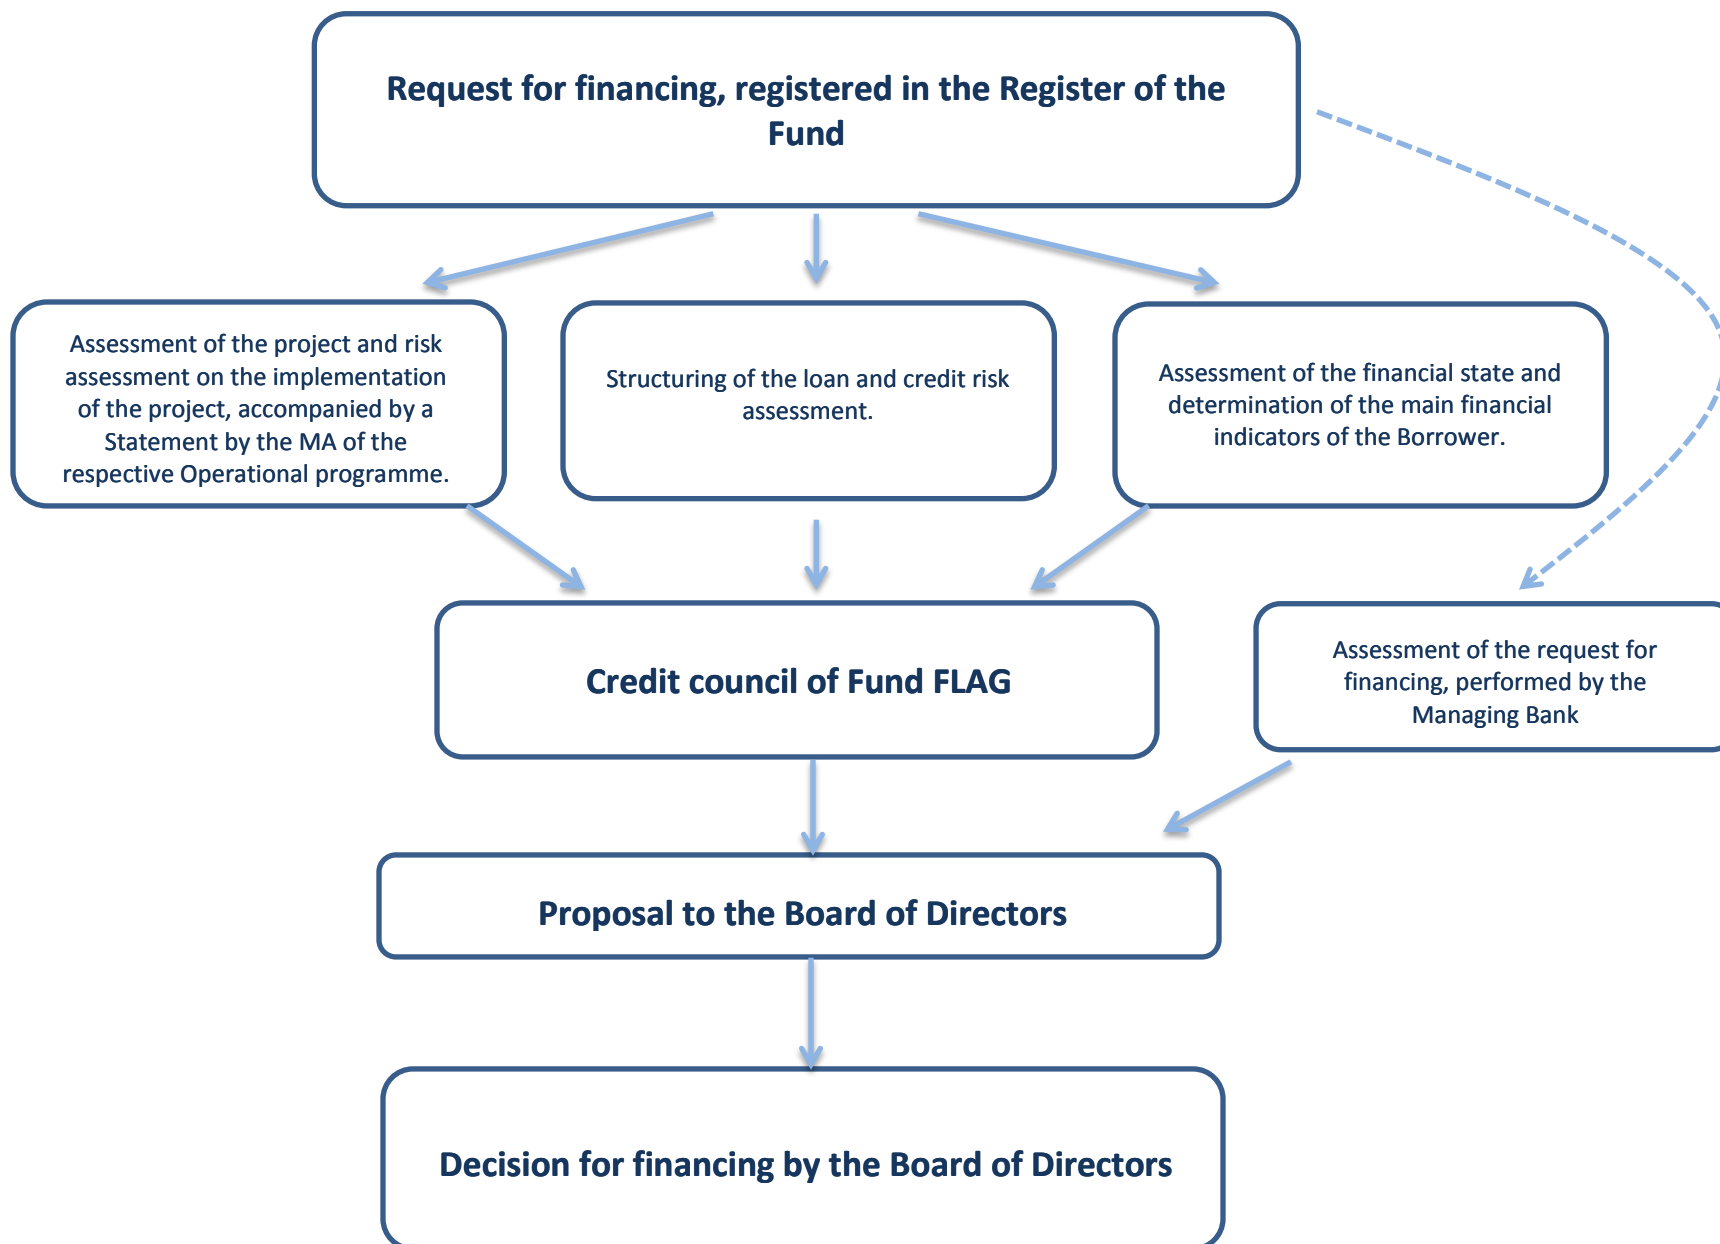 Request for financing, registered in the Register of the
Fund
Assessment of the project and risk
assessment on the implementation
of the project, accompanied by a
Statement by the MA of the
respective Operational programme.
Structuring of the loan and credit risk
assessment.
Assessment of the financial state and
determination of the main financial
indicators of the Borrower.
Credit council of Fund FLAG
Assessment of the request for
financing, performed by the
Managing Bank
Proposal to the Board of Directors
Decision for financing by the Board of Directors